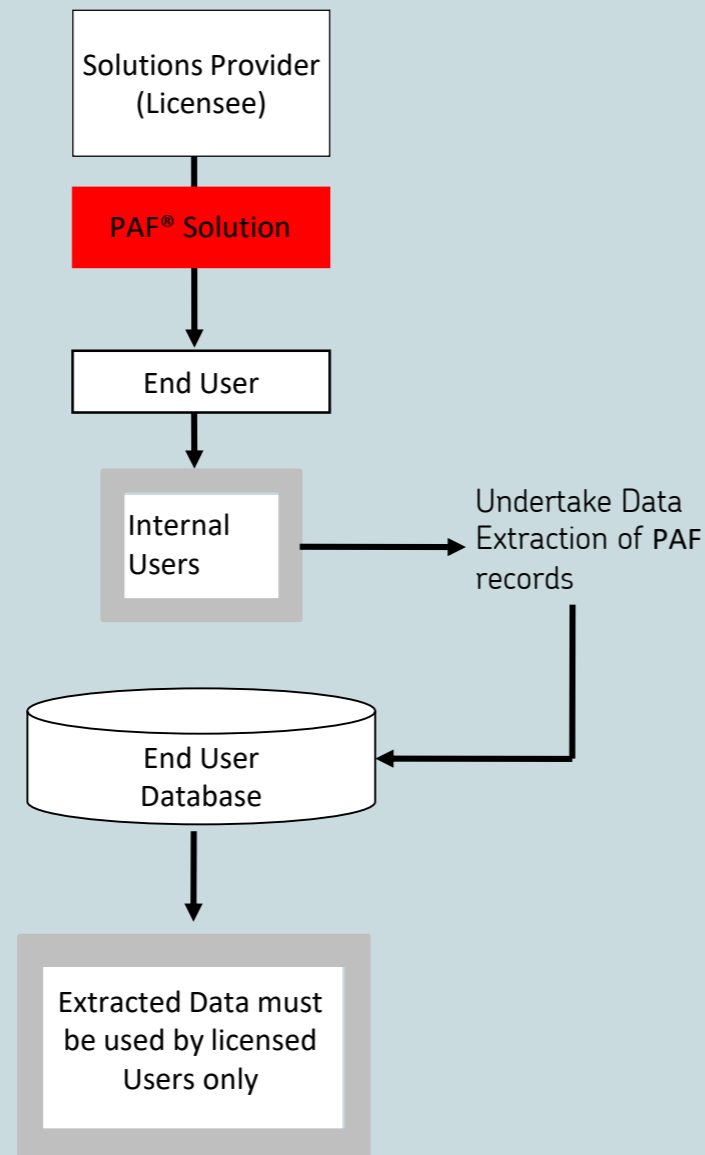 Solutions Provider
(Licensee)
PAF® Solution
End User
Internal
Users
Undertake Data
Extraction of PAF
records
End User
Database
Extracted Data must
be used by licensed
Users only